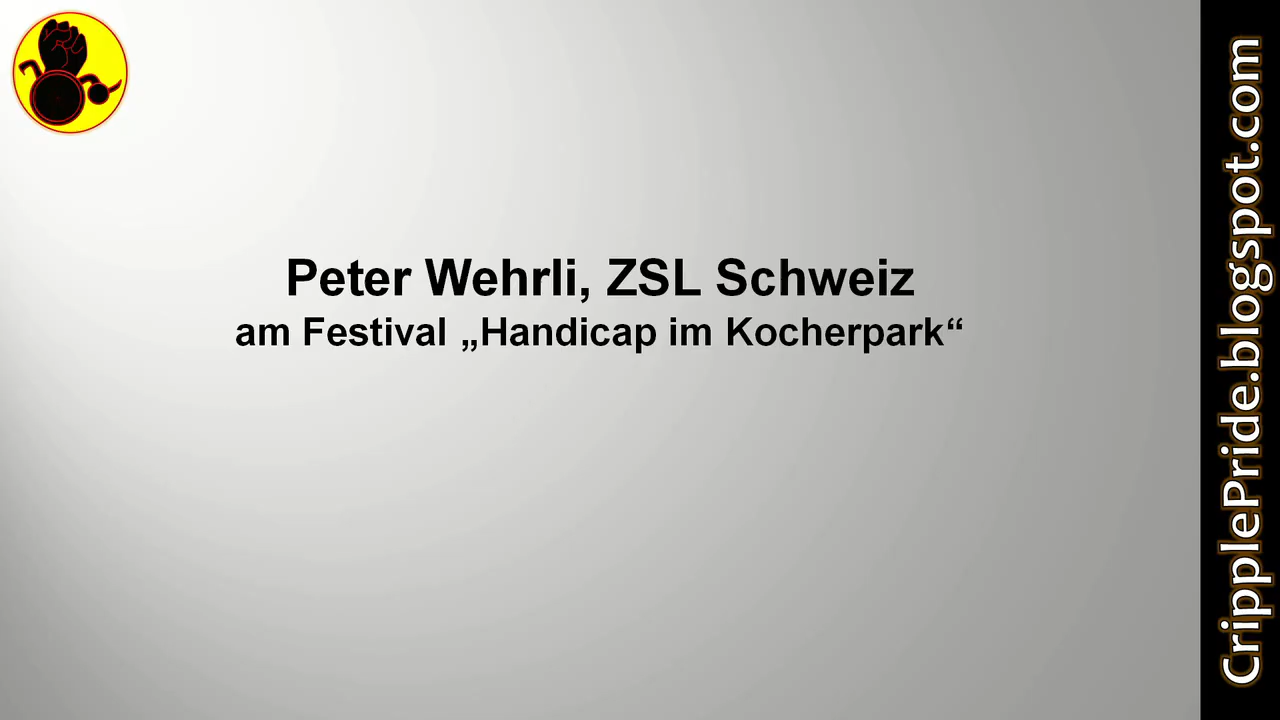 Peter Wehrli, ZSL Schweiz
am Festival „Handicap im Kocherpark“
CripplePride.blogspot.com